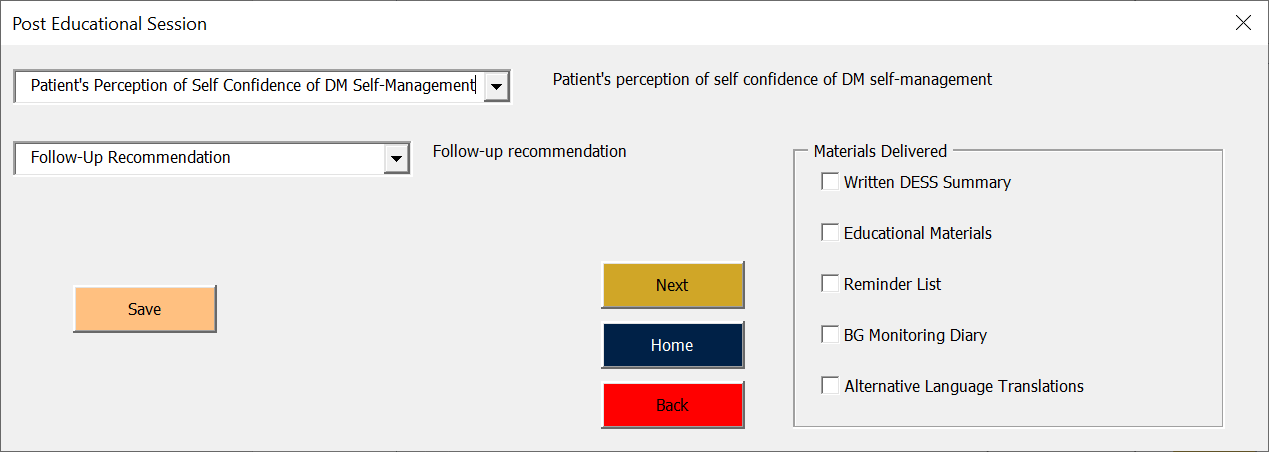 Post Educational Session
Patient's Perception of Self Confidence of DM Self-Management
Patient's perception of self confidence of DM self-management
Follow-Up Recommendation
Follow-up recommendation
Materials Delivered
Written DESS Summary
Educational Materials
Reminder List
BG Monitoring Diary
Alternative Language Translations
Save
Next
Home
Back